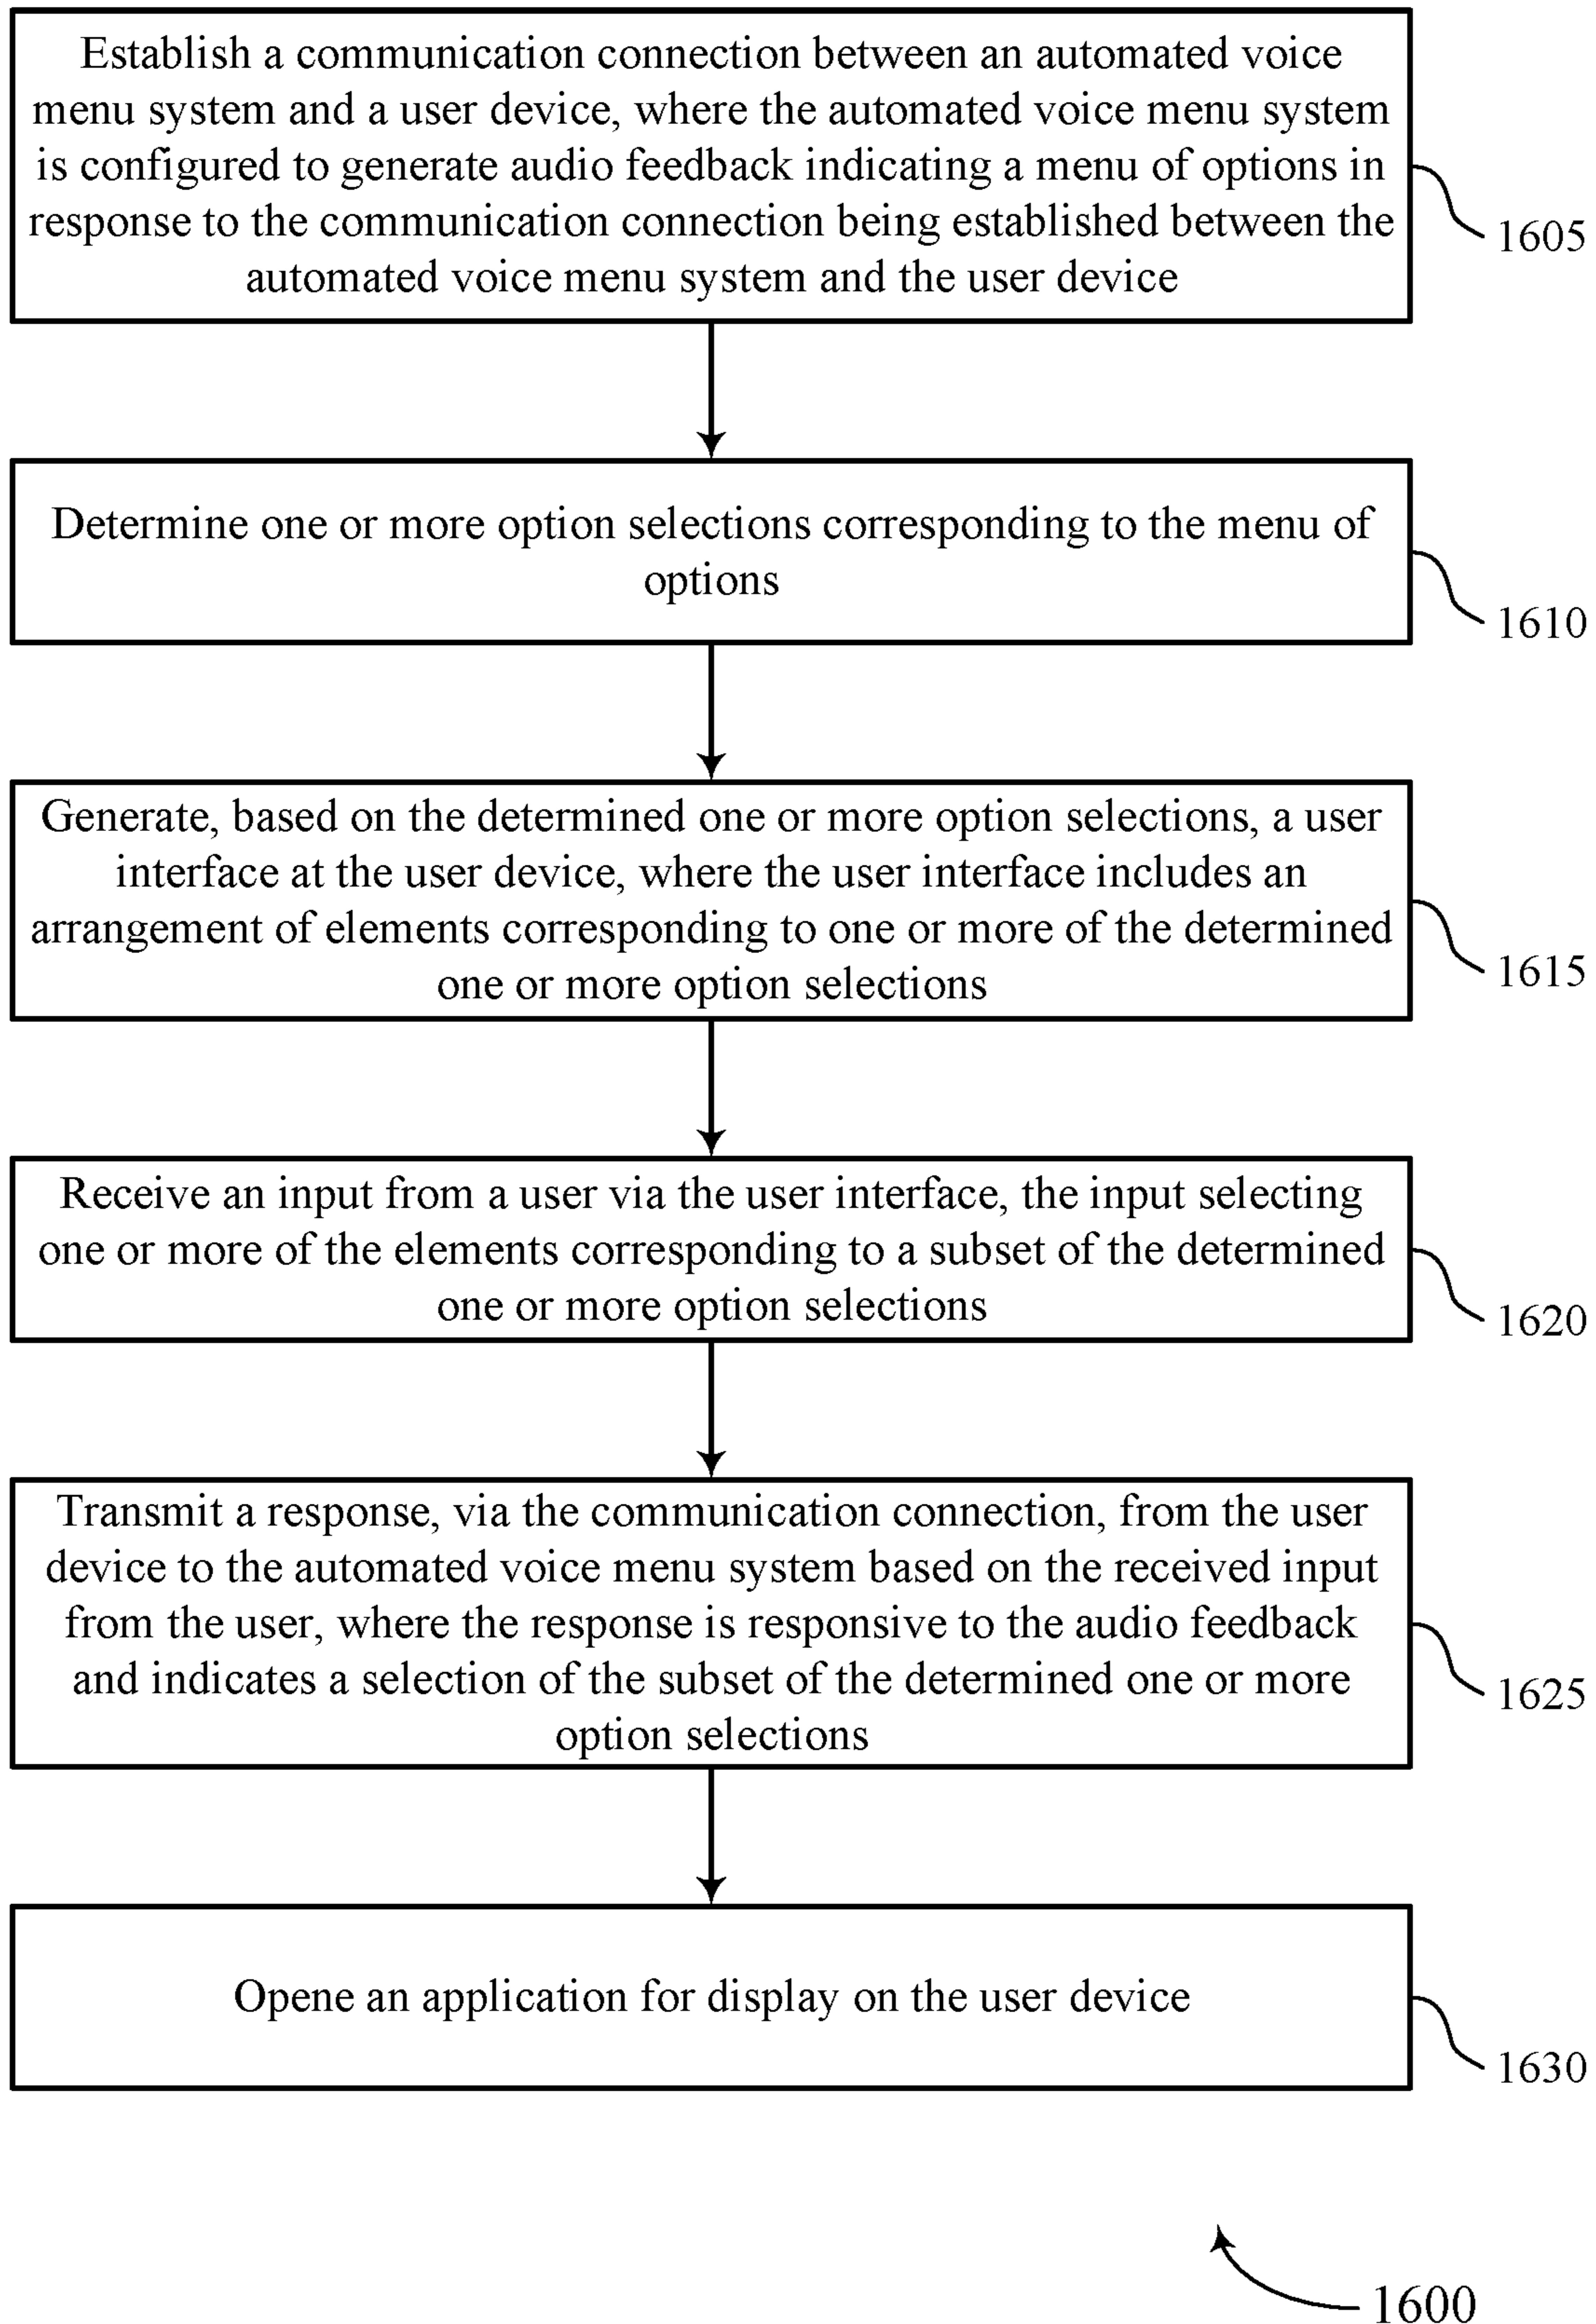 Establish a communication connection between an automated voice
menu system and a user device, where the automated voice menu system
is configured to generate audio feedback indicating a menu of options in
response to the communication connection being established between the
automated voice menu system and the user device
1605
Determine one or more option selections corresponding to the menu of
options
1610
Generate, based on the determined one or more option selections, a user
interface at the user device, where the user interface includes an
arrangement of elements corresponding to one or more of the determined
one or more option selections
1615
Receive an input from a user via the user interface, the input selecting
one or more of the elements corresponding to a subset of the determined
one or more option selections
1620
Transmit a response, via the communication connection, from the user
device to the automated voice menu system based on the received input
from the user, where the response is responsive to the audio feedback
and indicates a selection of the subset of the determined one or more
option selections
1625
Opene an application for display on the user device
1630
1600